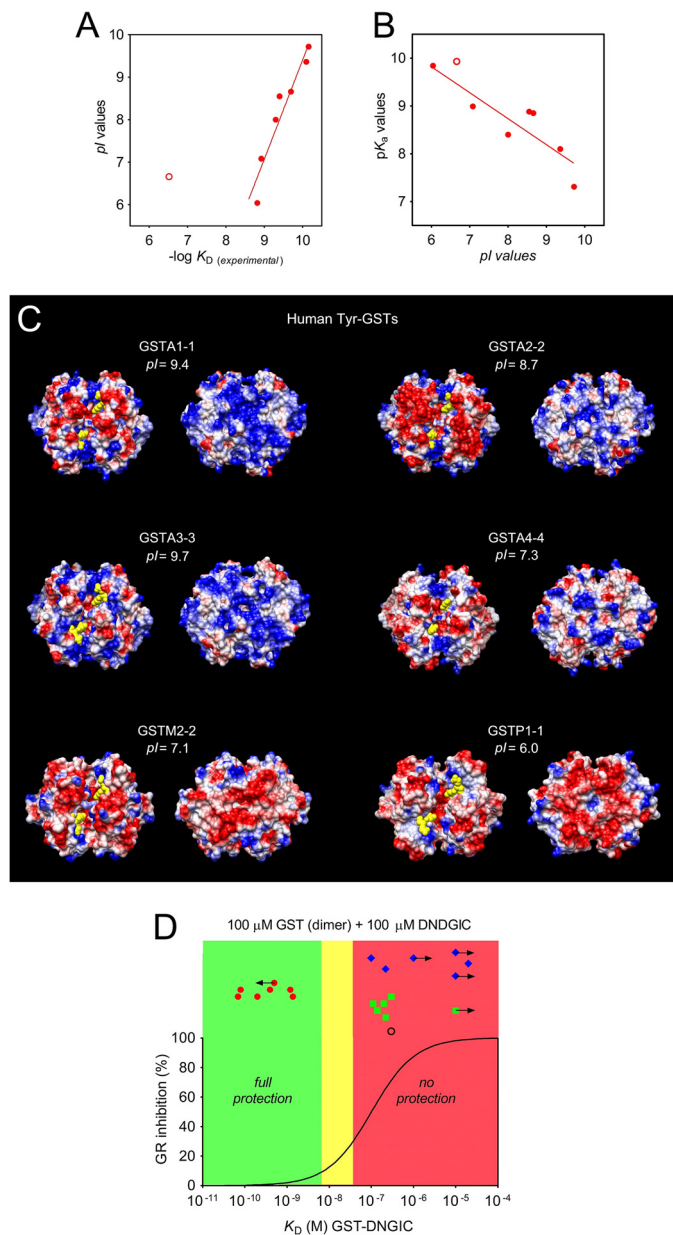 A
10
9
8
7
6
pI values
6 7 8 9 10
-log KD (experimental)
B
10
9
8
7
pKa values
6 7 8 9 10
pI values
C
Human Tyr-GSTs
GSTA1-1
pI = 9.4
GSTA2-2
pI = 8.7
GSTA3-3
pI = 9.7
GSTA4-4
pI = 7.3
GSTM2-2
pI = 7.1
GSTP1-1
pI = 6.0
D
100 µM GST (dimer) + 100 µM DNDGIC
100
80
60
40
20
0
GR inhibition (%)
full
protection
no
protection
10-11 10-10 10-9 10-8 10-7 10-6 10-5 10-4
KD (M) GST-DNGIC